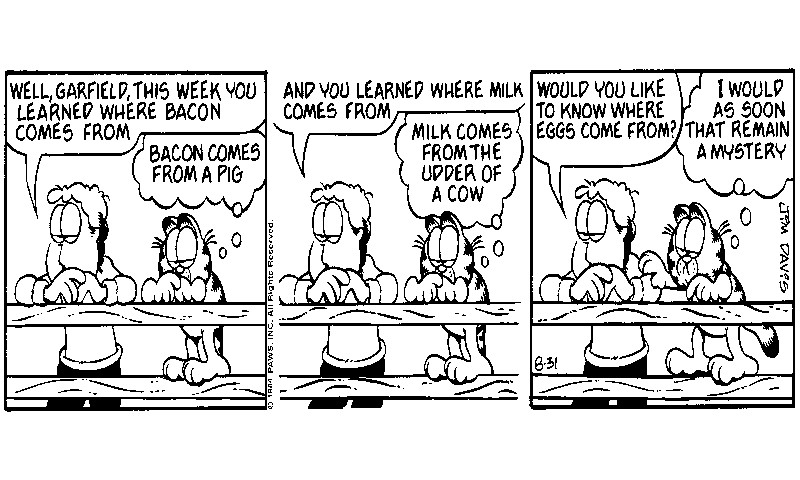 WELL, GARFIELD, THIS WEEK YOU
LEARNED WHERE BACON
COMES FROM
BACON COMES
FROM A PIG
AND YOU LEARNED WHERE MILK
COMES FROM
MILK COMES
FROM THE
UDDER OF
A COW
WOULD YOU LIKE
TO KNOW WHERE
EGGS COME FROM?
I WOULD
AS SOON
THAT REMAIN
A MYSTERY
JIM DAVIS
8-31
PAWS, INC. All Rights Reserved.